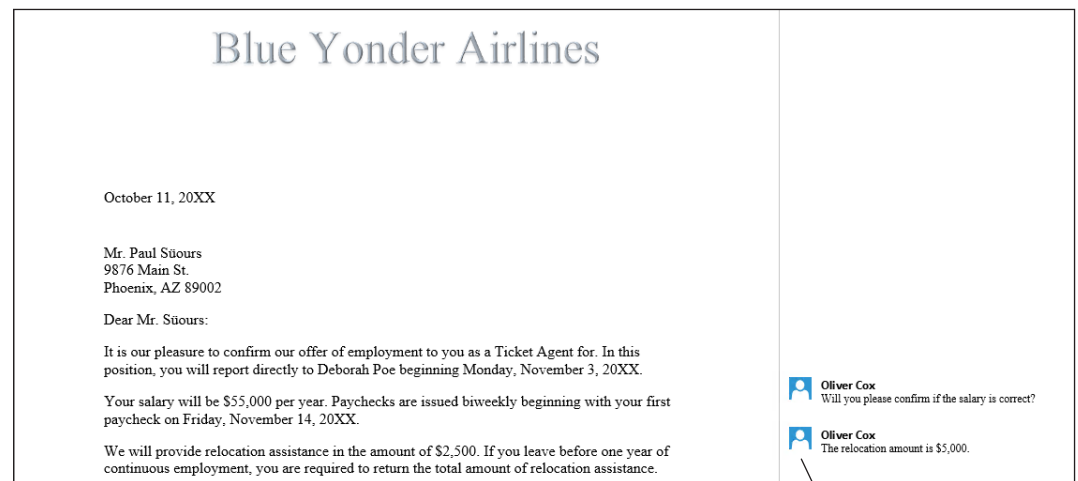 Blue Yonder Airlines
October 11, 20XX
Mr. Paul Süours
9876 Main St.
Phoenix, AZ 89002
Dear Mr. Süours:
It is our pleasure to confirm our offer of employment to you as a Ticket Agent for. In this
position, you will report directly to Deborah Poe beginning Monday, November 3, 20XX.
Your salary will be $55,000 per year. Paychecks are issued biweekly beginning with your first
paycheck on Friday, November 14, 20XX.
We will provide relocation assistance in the amount of $2,500. If you leave before one year of
continuous employment, you are required to return the total amount of relocation assistance.
Oliver Cox
Will you please confirm if the salary is correct?
Oliver Cox
The relocation amount is $5,000.